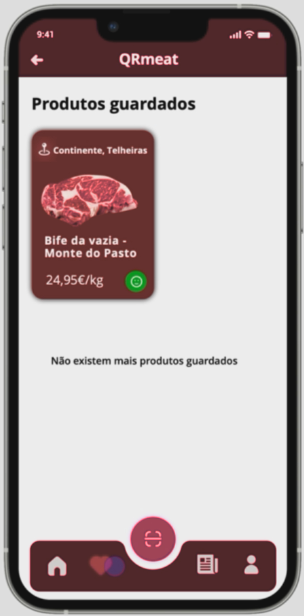 9:41
QRmeat
Produtos guardados
Continente, Telheiras
Bife da vazia -
Monte do Pasto
24,95€/kg
Não existem mais produtos guardados